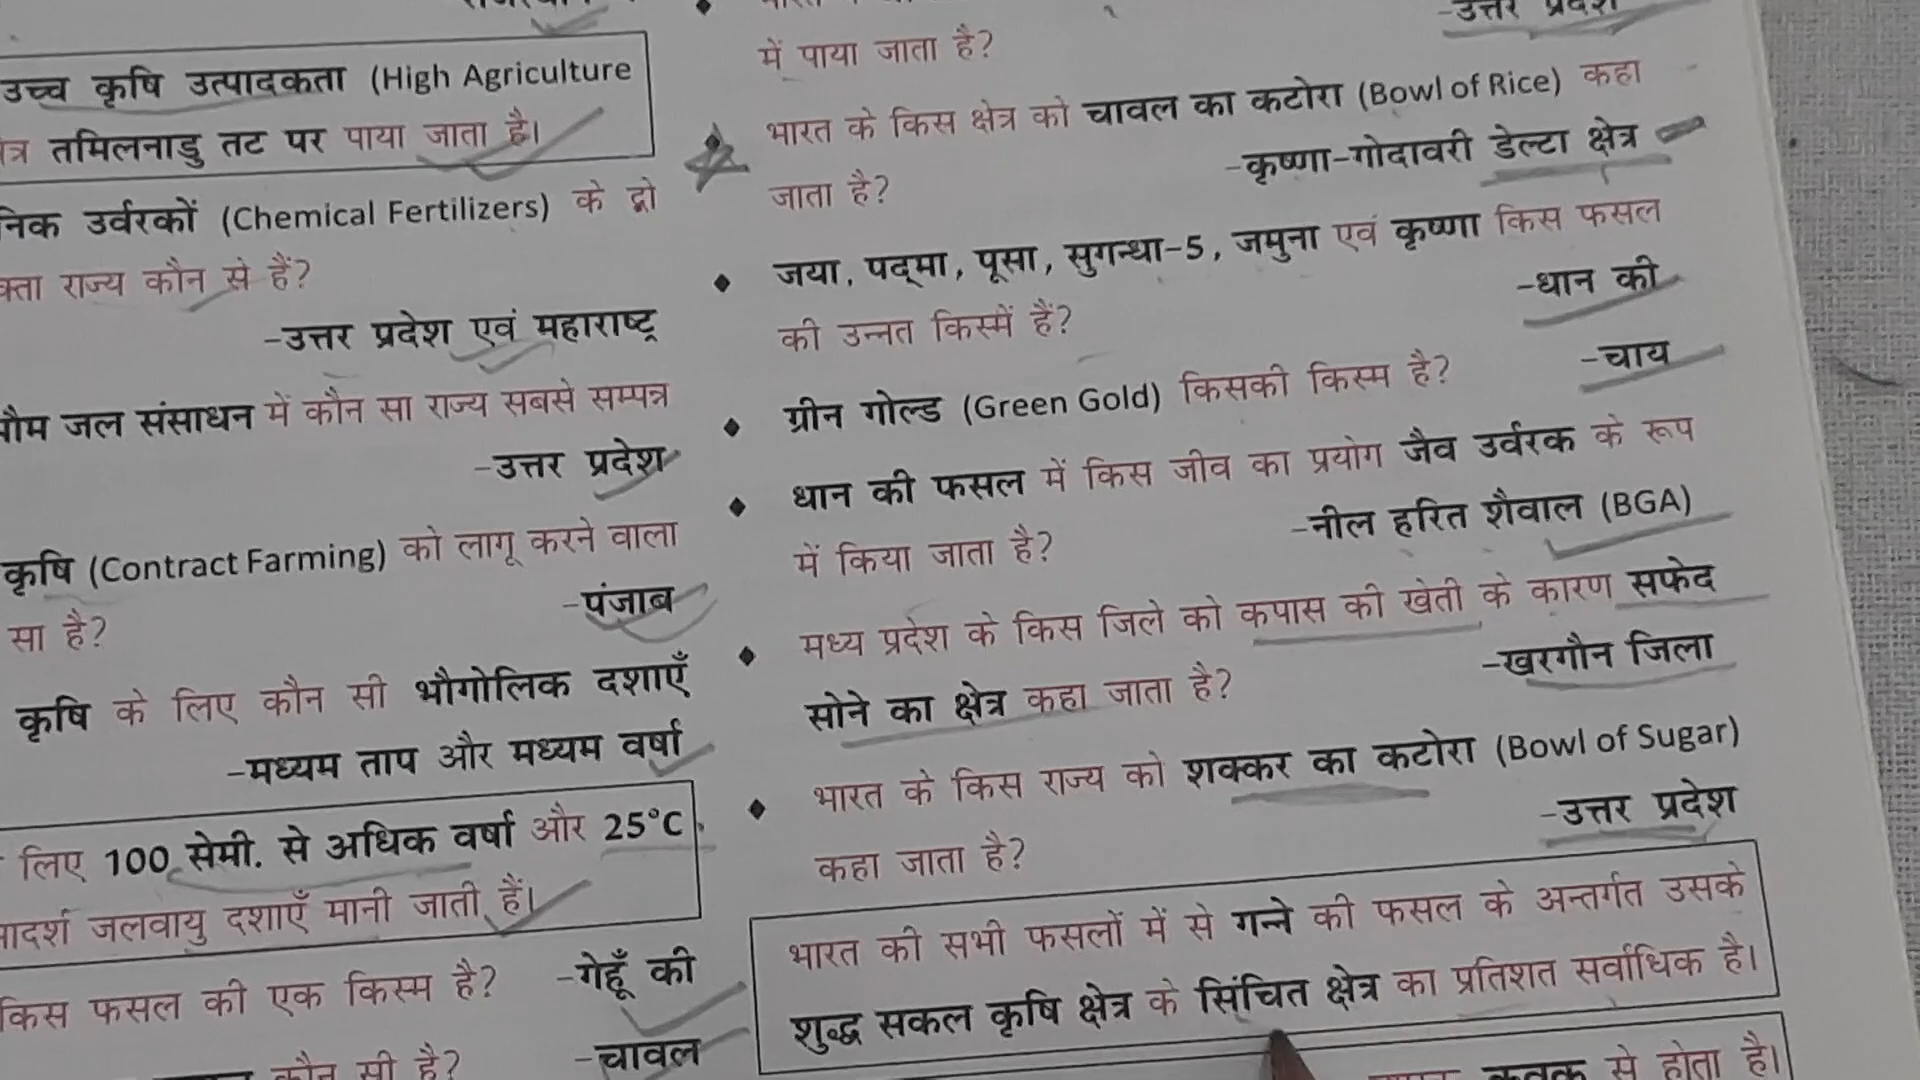 उच्च कृषि उत्पादकता (High Agriculture
तमिलनाडु तट पर पाया जाता है।
उर्वरकों (Chemical Fertilizers) के दो
राज्य कौन से हैं?
-उत्तर प्रदेश एवं महाराष्ट्र
जल संसाधन में कौन सा राज्य सबसे सम्पन्न
-उत्तर प्रदेश
कृषि (Contract Farming) को लागू करने वाला
सा है?
-पंजाब
कृषि के लिए कौन सी भौगोलिक दशाएँ
-मध्यम ताप और मध्यम वर्षा
लिए 100 सेमी. से अधिक वर्षा और 25°C
जलवायु दशाएँ मानी जाती हैं।
किस फसल की एक किस्म है? -गेहूँ की
कौन सी है? -चावल
-उत्तर प्रदेश
में पाया जाता है?
भारत के किस क्षेत्र को चावल का कटोरा (Bowl of Rice) कहा
जाता है? -कृष्णा-गोदावरी डेल्टा क्षेत्र
जया, पद्मा, पूसा, सुगन्धा-5, जमुना एवं कृष्णा किस फसल
की उन्नत किस्में हैं? -धान की
ग्रीन गोल्ड (Green Gold) किसकी किस्म है? -चाय
धान की फसल में किस जीव का प्रयोग जैव उर्वरक के रूप
में किया जाता है? -नील हरित शैवाल (BGA)
मध्य प्रदेश के किस जिले को कपास की खेती के कारण सफेद
सोने का क्षेत्र कहा जाता है? -खरगौन जिला
भारत के किस राज्य को शक्कर का कटोरा (Bowl of Sugar)
कहा जाता है? -उत्तर प्रदेश
भारत की सभी फसलों में से गन्ने की फसल के अन्तर्गत उसके
शुद्ध सकल कृषि क्षेत्र के सिंचित क्षेत्र का प्रतिशत सर्वाधिक है।
कवक से होता है।